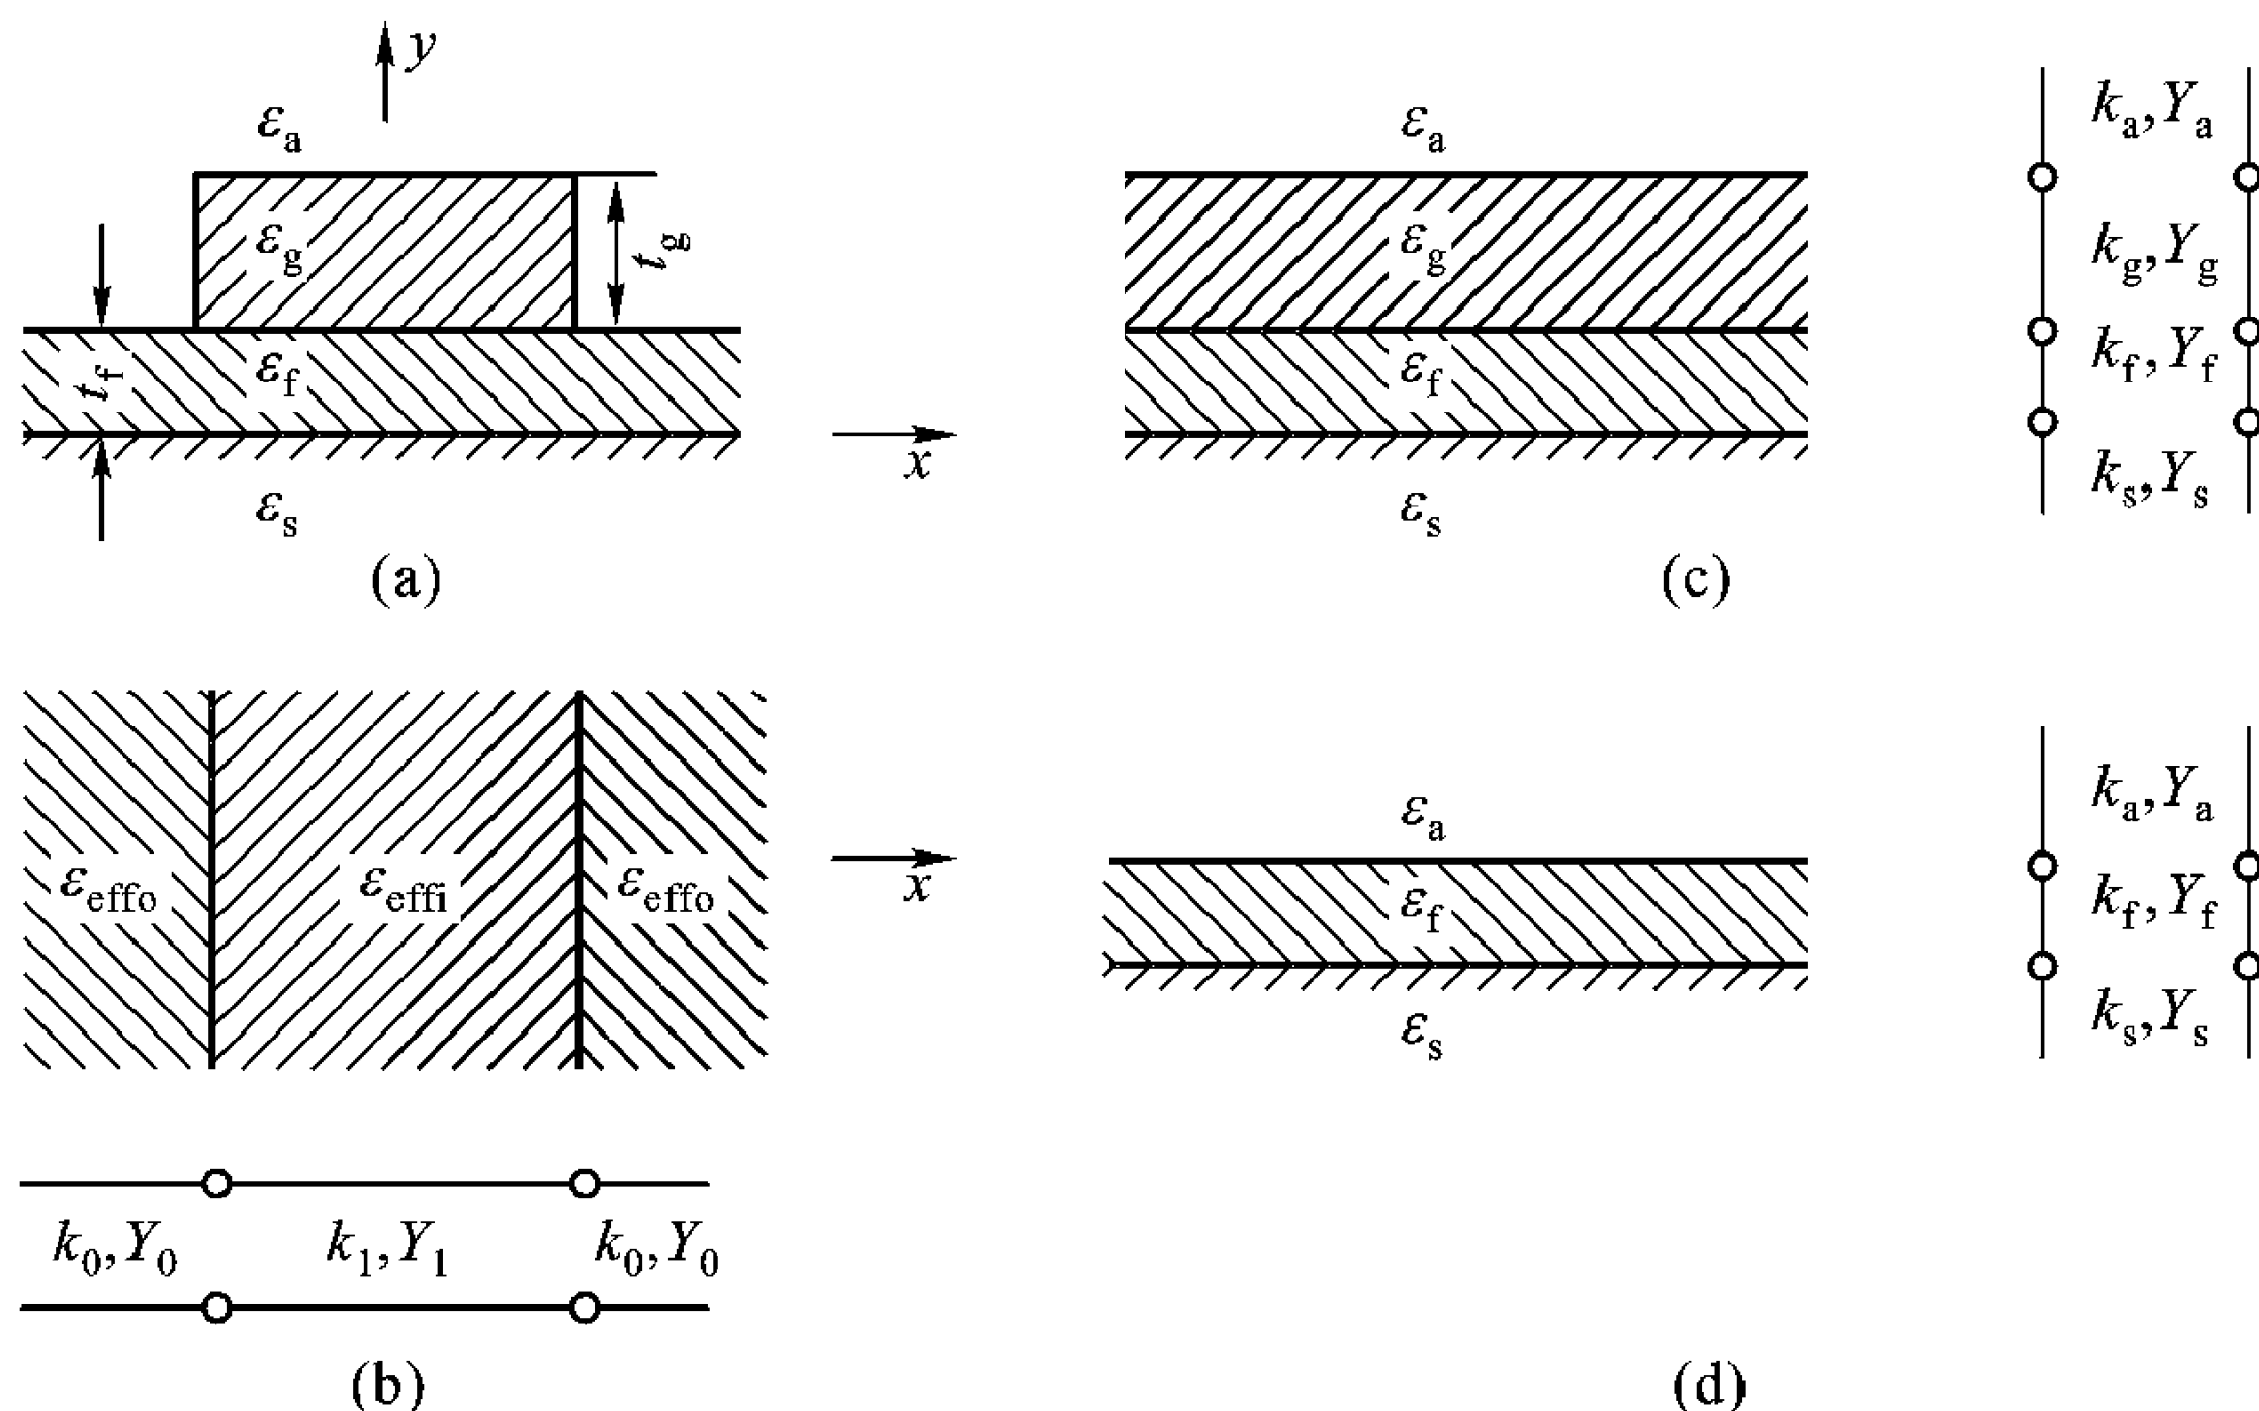 y
εa
εg
tg
tf
εf
x
εs
(a)
εa
εg
εf
εs
(c)
ka,Ya
kg,Yg
kf,Yf
ks,Ys
εeffo
εeffi
εeffo
x
k0,Y0
k1,Y1
k0,Y0
(b)
εa
εf
εs
(d)
ka,Ya
kf,Yf
ks,Ys